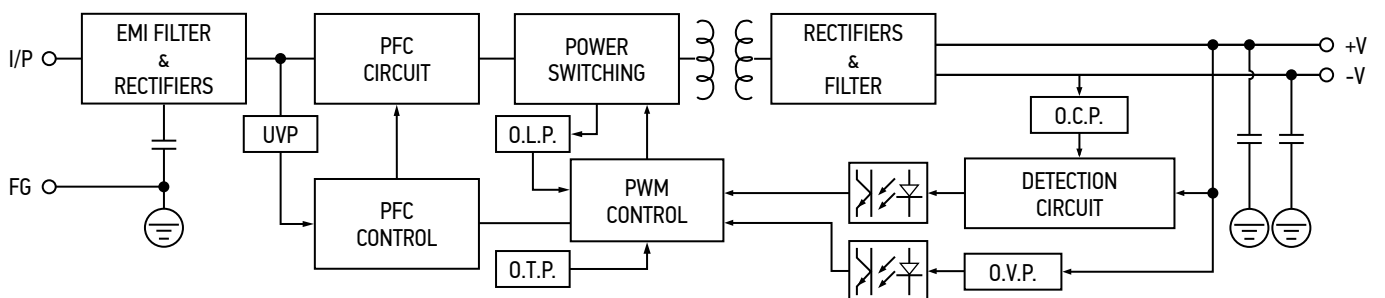 I/P
EMI FILTER
&
RECTIFIERS
PFC
CIRCUIT
POWER
SWITCHING
RECTIFIERS
&
FILTER
+V
-V
UVP
O.L.P.
O.C.P.
FG
PFC
CONTROL
PWM
CONTROL
DETECTION
CIRCUIT
O.T.P.
O.V.P.